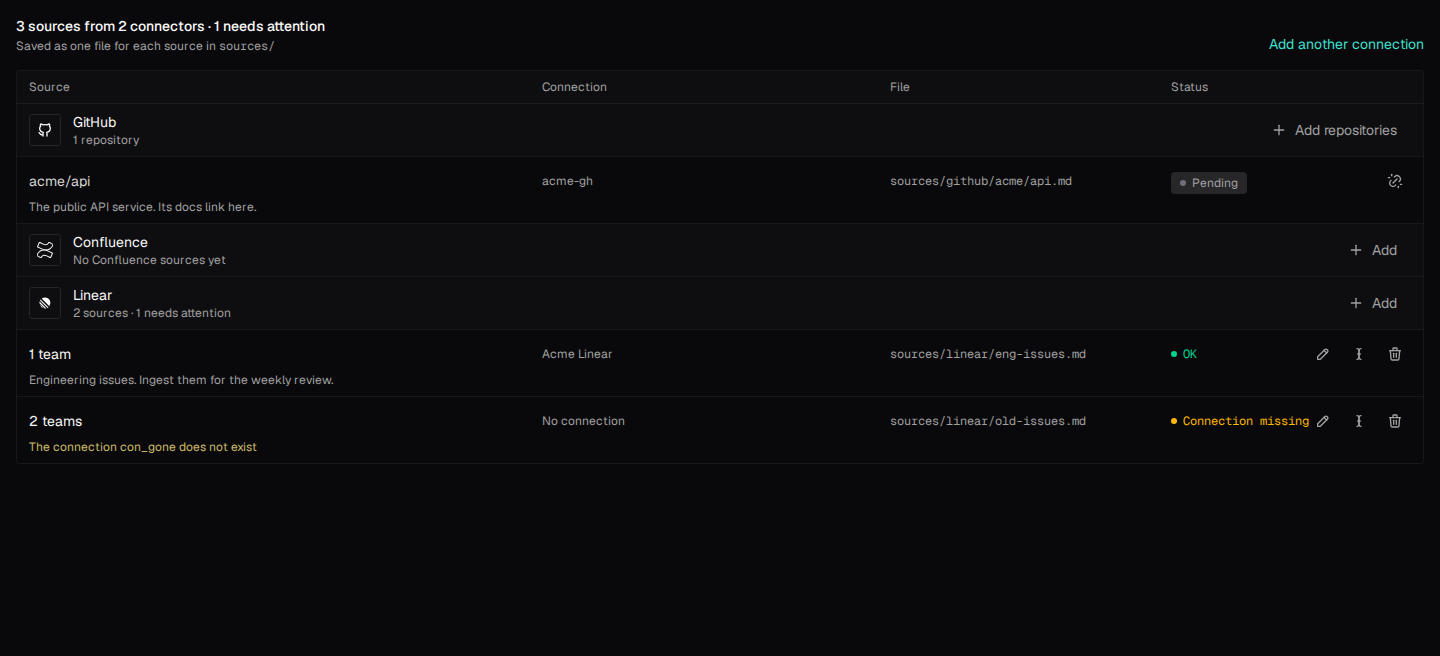 3 sources from 2 connectors · 1 needs attention
Saved as one file for each source in sources/
Add another connection
Source Connection File Status
GitHub
1 repository
Add repositories
acme/api acme-gh sources/github/acme/api.md Pending
The public API service. Its docs link here.
Confluence
No Confluence sources yet
Add
Linear
2 sources · 1 needs attention
Add
1 team Acme Linear sources/linear/eng-issues.md OK
Engineering issues. Ingest them for the weekly review.
2 teams No connection sources/linear/old-issues.md Connection missing
The connection con_gone does not exist